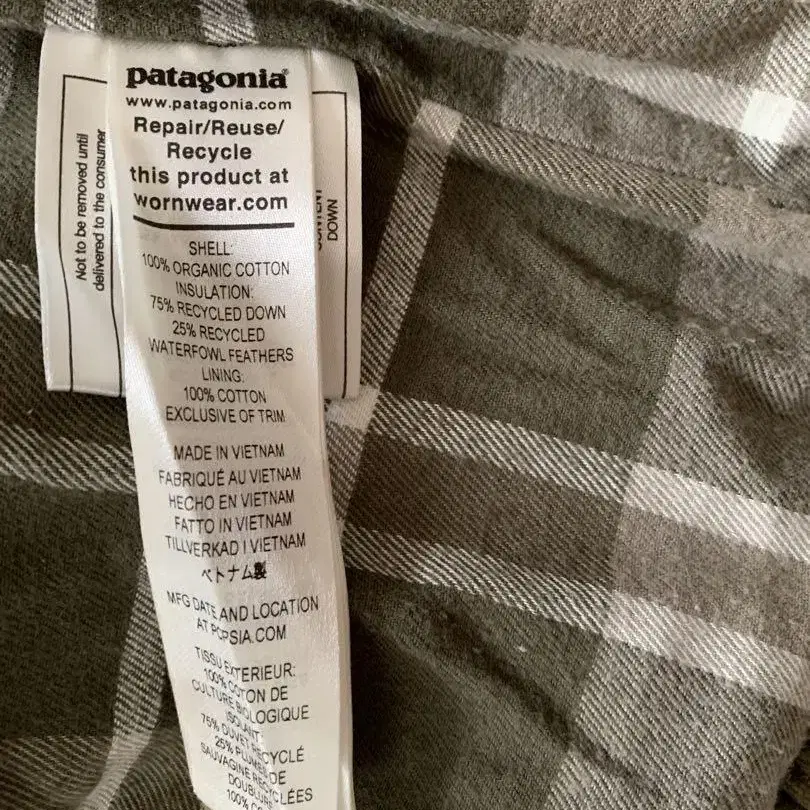 patagonia®
www.patagonia.com
Repair/Reuse/
Recycle
this product at
wornwear.com
SHELL:
100% ORGANIC COTTON
INSULATION:
75% RECYCLED DOWN
25% RECYCLED
WATERFOWL FEATHERS
LINING:
100% COTTON
EXCLUSIVE OF TRIM
MADE IN VIETNAM
FABRIQUÉ AU VIETNAM
HECHO EN VIETNAM
FATTO IN VIETNAM
TILLVERKAD I VIETNAM
ベトナム製
MFG DATE AND LOCATION
AT PCPSIA.COM
TISSU EXTERIEUR:
100% COTON DE
CULTURE BIOLOGIQUE
ISOLANT:
75% DUVET RECYCLÉ
25% PLUMES DE
SAUVAGINE RECYCLÉES
100%
Not to be removed until
delivered to the consumer
DOWN